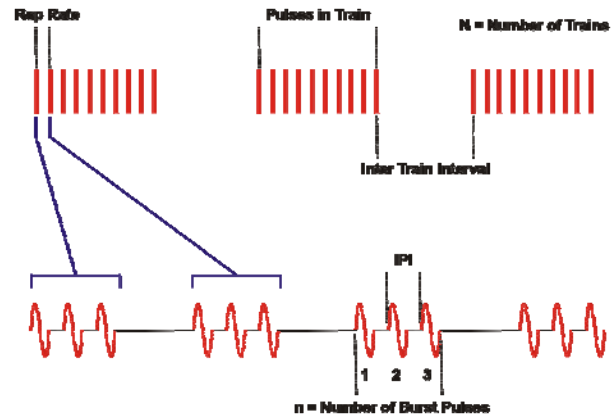 Rep Rate
Pulses in Train
N = Number of Trains
Inter Train Interval
IPI
1 2 3
n = Number of Burst Pulses